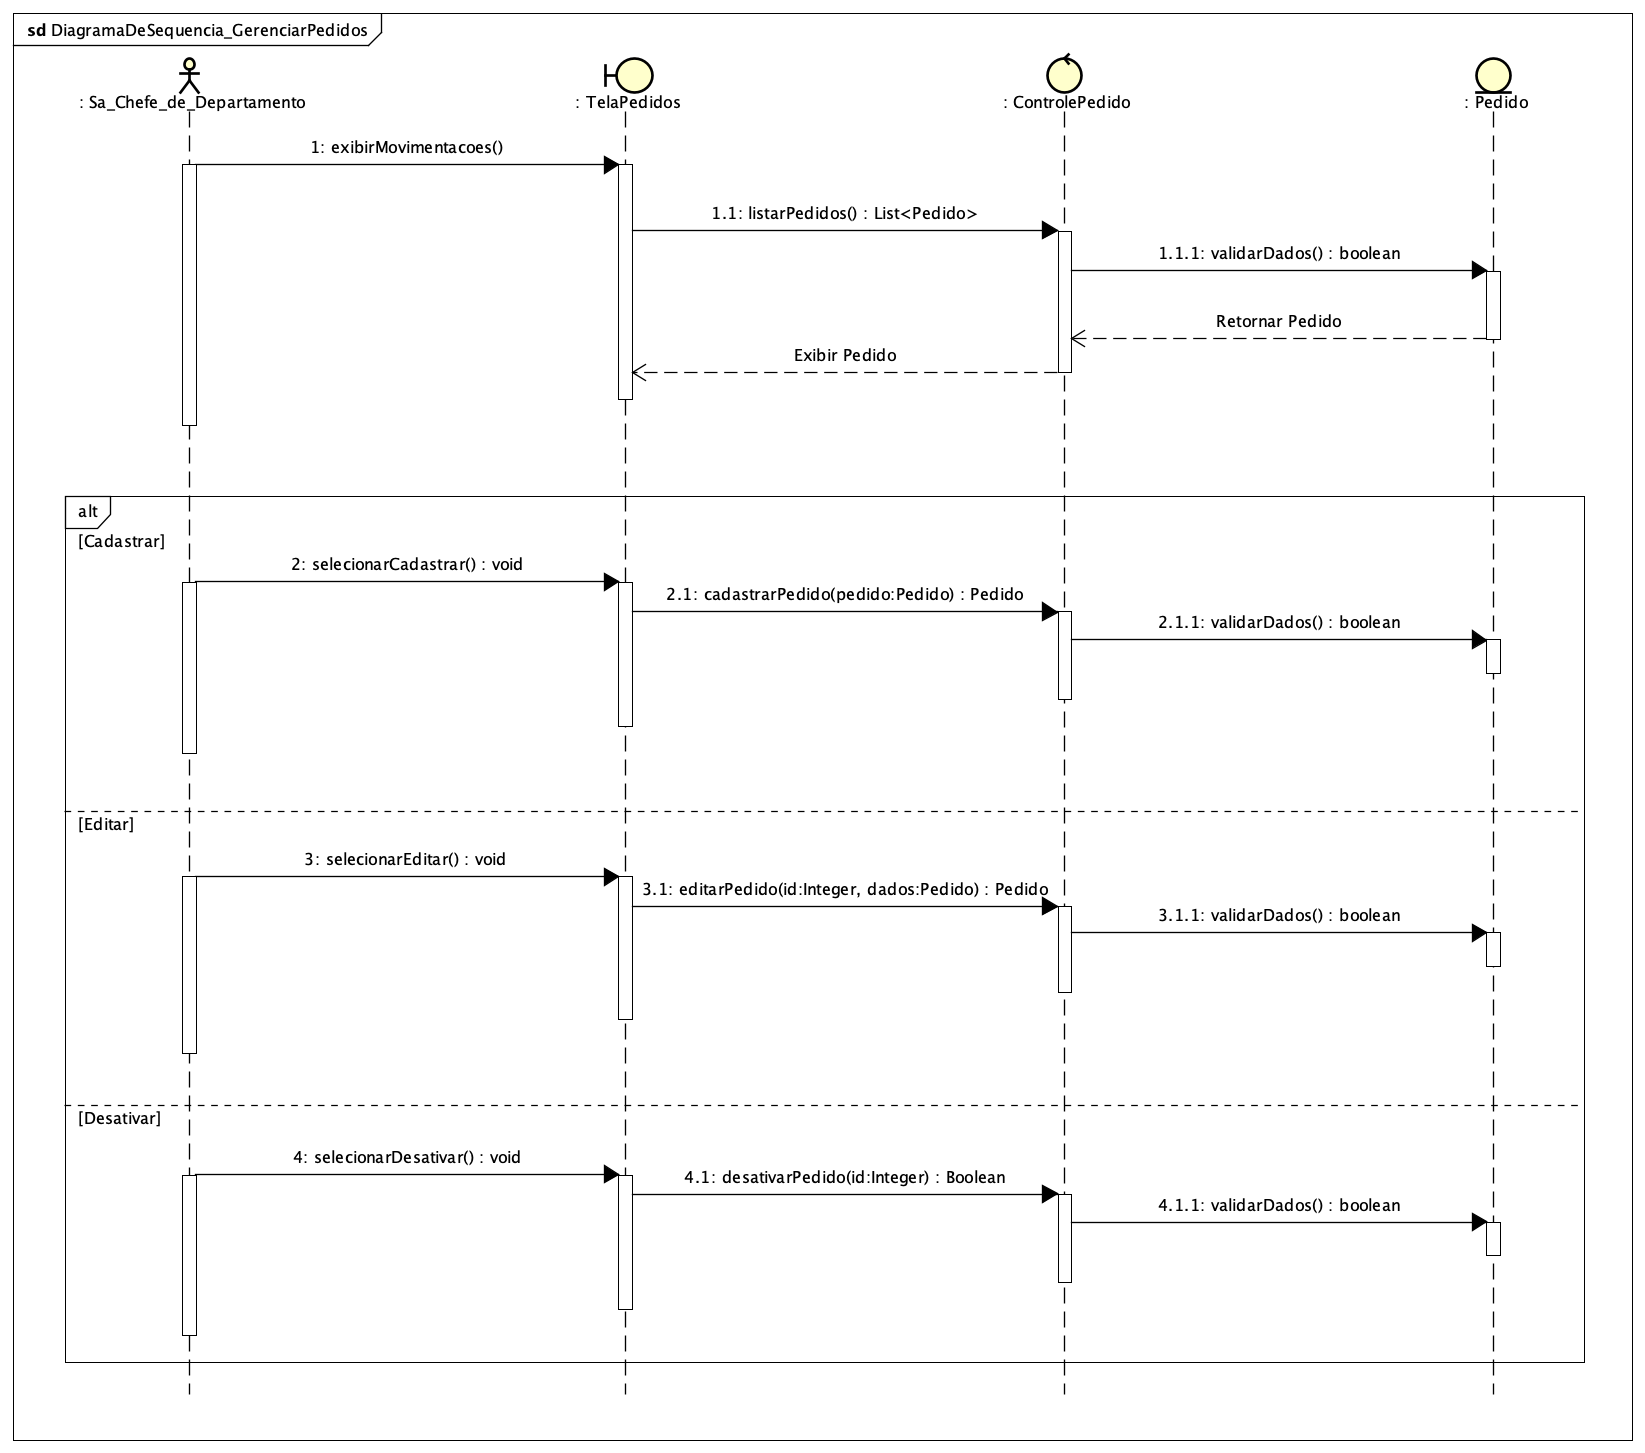 sd DiagramaDeSequencia_GerenciarPedidos
: Sa_Chefe_de_Departamento
: TelaPedidos
: ControlePedido
: Pedido
1: exibirMovimentacoes()
1.1: listarPedidos() : List<Pedido>
1.1.1: validarDados() : boolean
Retornar Pedido
Exibir Pedido
alt
[Cadastrar]
2: selecionarCadastrar() : void
2.1: cadastrarPedido(pedido:Pedido) : Pedido
2.1.1: validarDados() : boolean
[Editar]
3: selecionarEditar() : void
3.1: editarPedido(id:Integer, dados:Pedido) : Pedido
3.1.1: validarDados() : boolean
[Desativar]
4: selecionarDesativar() : void
4.1: desativarPedido(id:Integer) : Boolean
4.1.1: validarDados() : boolean